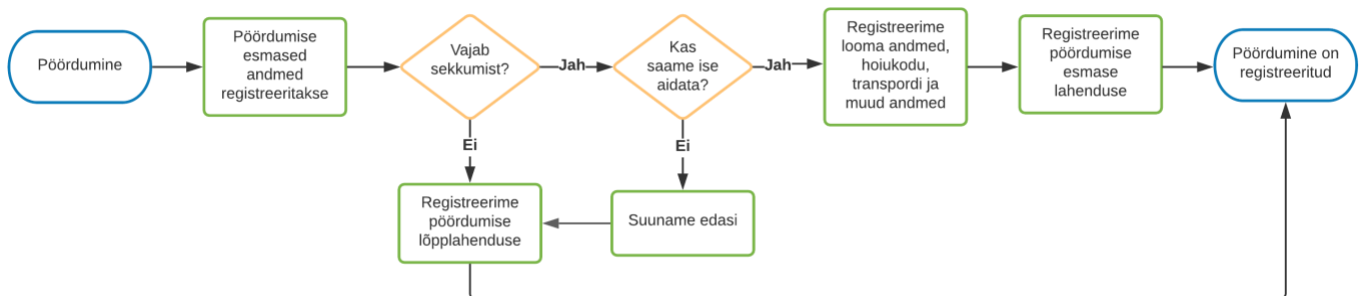 Pöördumine
Pöördumise
esmased
andmed
registreeritakse
Vajab
sekkumist?
Jah
Kas
saame ise
aidata?
Jah
Registreerime
looma andmed,
hoiukodu,
transpordi ja
muud andmed
Registreerime
pöördumise
esmase
lahenduse
Pöördumine on
registreeritud
Ei
Ei
Registreerime
pöördumise
lõpplahenduse
Suuname edasi